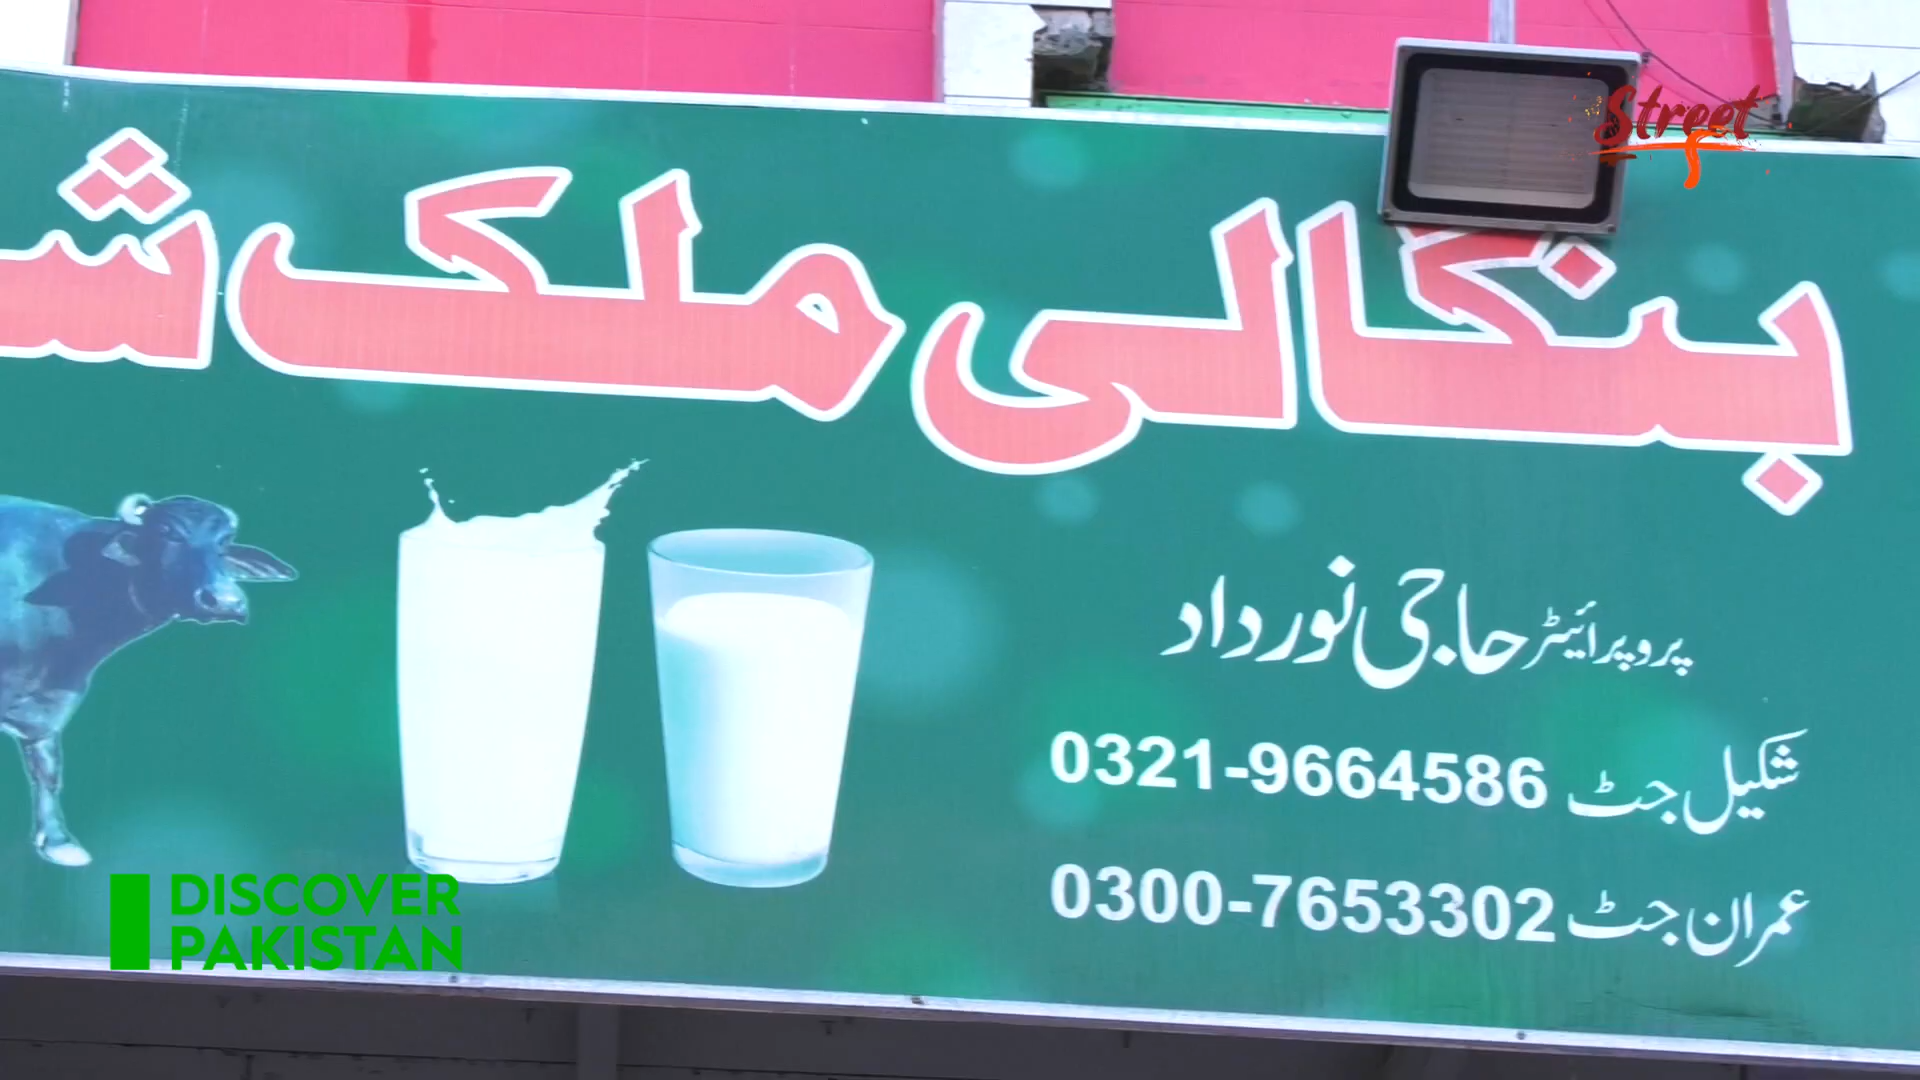 Street
بنگالی ملک ش
پروپرائیٹر حاجی نورداد
شکیل جٹ 0321-9664586
عمران جٹ 0300-7653302
DISCOVER
PAKISTAN